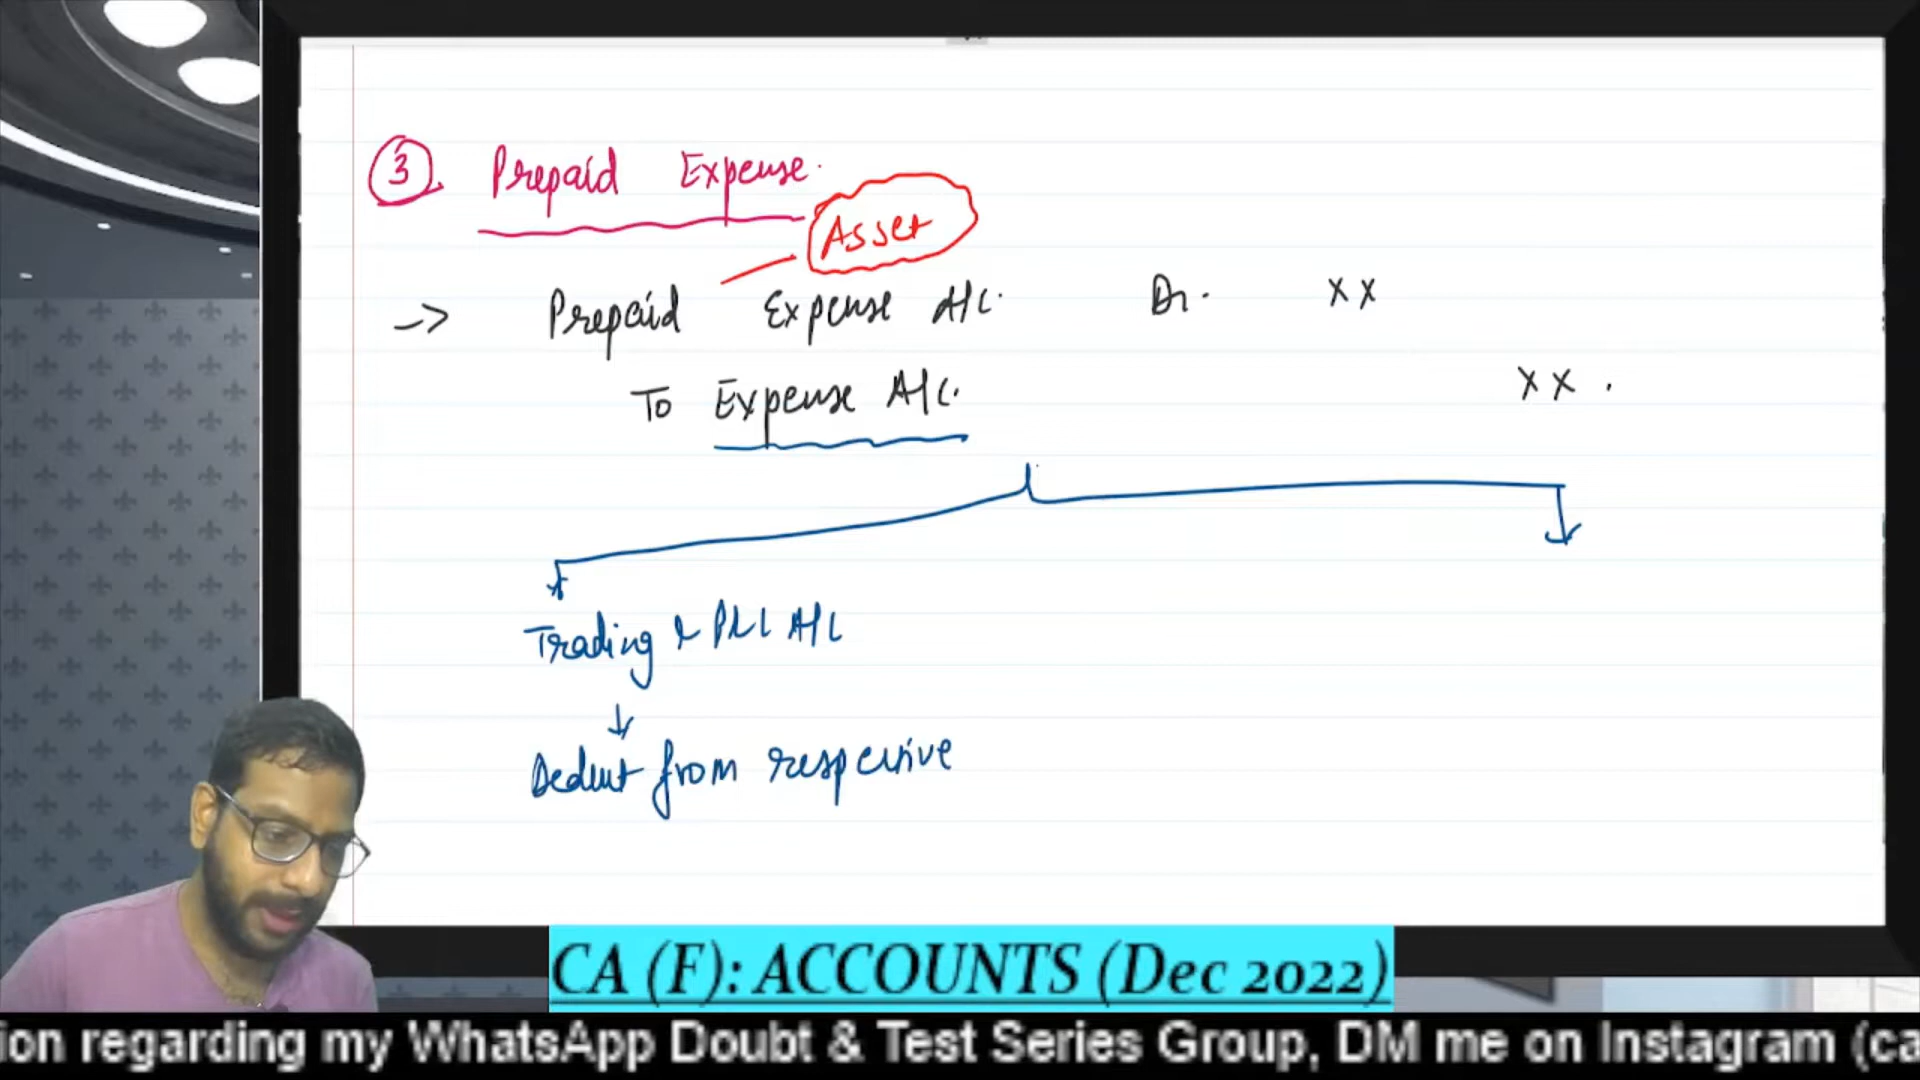 3. Prepaid Expense.
Asset
-> Prepaid Expense A/c. Dr. xx
To Expense A/c. xx.
Trading & P&L A/c
Deduct from respective
CA (F): ACCOUNTS (Dec 2022)
ion regarding my WhatsApp Doubt & Test Series Group, DM me on Instagram (ca